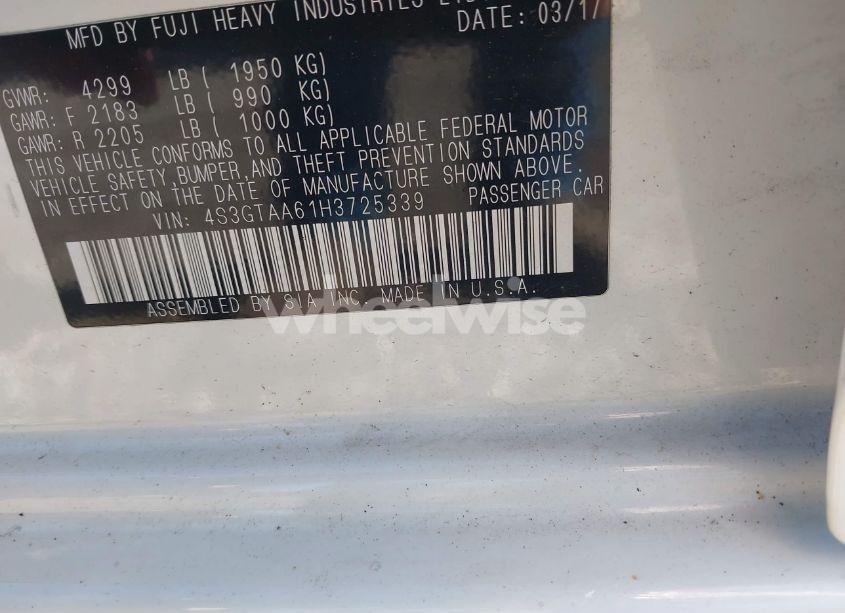 MFD BY FUJI HEAVY INDUSTRIES LTD
DATE: 03/17
GVWR: 4299 LB ( 1950 KG)
GAWR: F 2183 LB ( 990 KG)
GAWR: R 2205 LB ( 1000 KG)
THIS VEHICLE CONFORMS TO ALL APPLICABLE FEDERAL MOTOR
VEHICLE SAFETY, BUMPER, AND THEFT PREVENTION STANDARDS
IN EFFECT ON THE DATE OF MANUFACTURE SHOWN ABOVE.
VIN: 4S3GTAA61H3725339 PASSENGER CAR
ASSEMBLED BY SIA INC, MADE IN U.S.A.
wheelwise